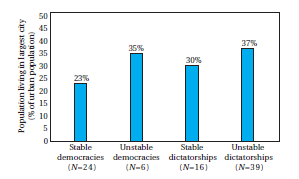 Population living in largest city
(% of urban population)
50
45
40
35
30
25
20
15
10
5
0
23%
35%
30%
37%
Stable
democracies
(N=24)
Unstable
democracies
(N=6)
Stable
dictatorships
(N=16)
Unstable
dictatorships
(N=39)